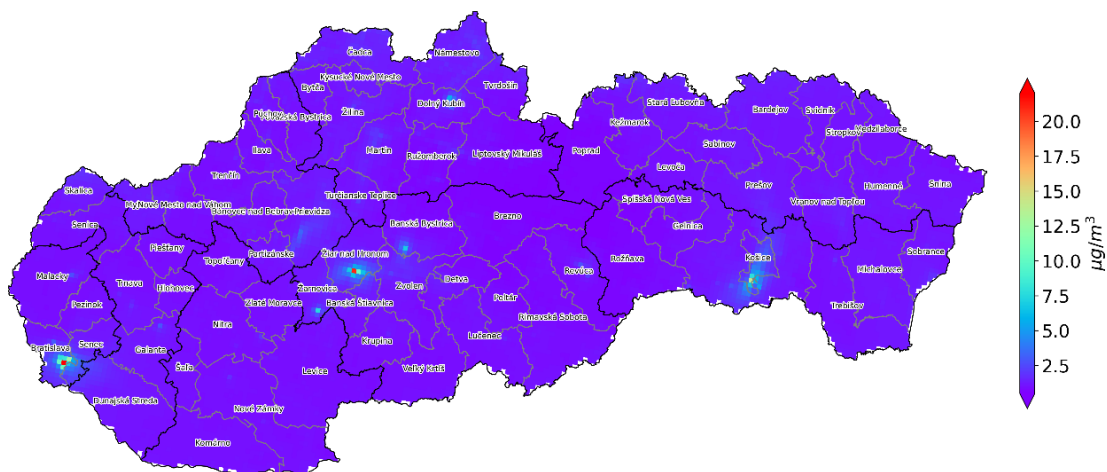 Čadca
Námestovo
Kysucké Nové Mesto
Bytča
Tvrdošín
Dolný Kubín
Žilina
Stará Ľubovňa
Bardejov
Svidník
Kežmarok
Stropkov
Medzilaborce
Sabinov
Považská Bystrica
Ilava
Martin
Ružomberok
Liptovský Mikuláš
Poprad
Levoča
Trenčín
Prešov
Humenné
Snina
Skalica
Turčianske Teplice
Spišská Nová Ves
Vranov nad Topľou
Nové Mesto nad Váhom
Bánovce nad Bebravou
Prievidza
Senica
Banská Bystrica
Brezno
Gelnica
Piešťany
Partizánske
Žiar nad Hronom
Košice
Sobrance
Topoľčany
Rožňava
Michalovce
Malacky
Trnava
Hlohovec
Žarnovica
Zvolen
Detva
Revúca
Pezinok
Zlaté Moravce
Banská Štiavnica
Poltár
Trebišov
Nitra
Rimavská Sobota
Bratislava
Senec
Galanta
Krupina
Lučenec
Šaľa
Levice
Veľký Krtíš
Dunajská Streda
Nové Zámky
Komárno
20.0
17.5
15.0
12.5
10.0
7.5
5.0
2.5
μg/m³